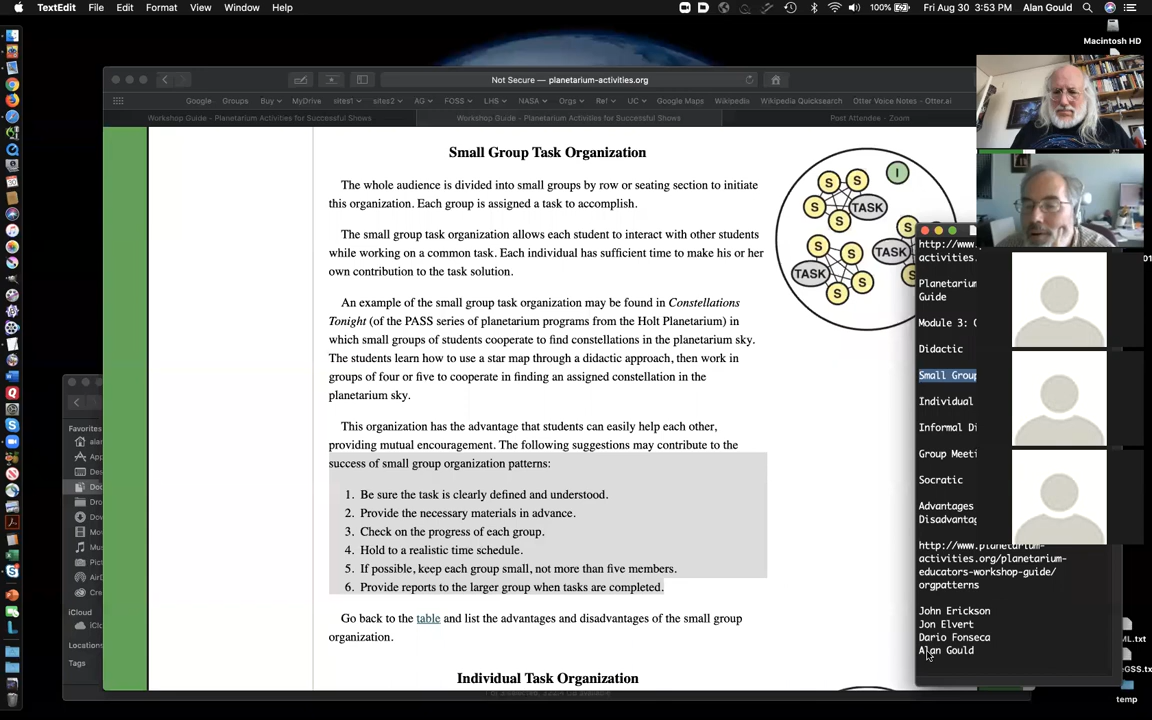 TextEdit File Edit Format View Window Help 100% Fri Aug 30 3:53 PM Alan Gould
Macintosh HD
Not Secure — planetarium-activities.org
Google Groups Buy MyDrive sites1 sites2 AG FOSS LHS NASA Orgs Ref UC Google Maps Wikipedia Wikipedia Quicksearch Otter Voice Notes - Otter.ai
Workshop Guide - Planetarium Activities for Successful Shows Workshop Guide - Planetarium Activities for Successful Shows Post Attendee - Zoom
Small Group Task Organization
The whole audience is divided into small groups by row or seating section to initiate
this organization. Each group is assigned a task to accomplish.
The small group task organization allows each student to interact with other students
while working on a common task. Each individual has sufficient time to make his or her
own contribution to the task solution.
An example of the small group task organization may be found in Constellations
Tonight (of the PASS series of planetarium programs from the Holt Planetarium) in
which small groups of students cooperate to find constellations in the planetarium sky.
The students learn how to use a star map through a didactic approach, then work in
groups of four or five to cooperate in finding an assigned constellation in the
planetarium sky.
This organization has the advantage that students can easily help each other,
providing mutual encouragement. The following suggestions may contribute to the
success of small group organization patterns:
1. Be sure the task is clearly defined and understood.
2. Provide the necessary materials in advance.
3. Check on the progress of each group.
4. Hold to a realistic time schedule.
5. If possible, keep each group small, not more than five members.
6. Provide reports to the larger group when tasks are completed.
Go back to the table and list the advantages and disadvantages of the small group
organization.
Individual Task Organization
S S I
S TASK
S S
S S TASK
TASK S S
S
http://www.
activities.
Planetarium
Guide
Module 3:
Didactic
Small Group
Individual
Informal Di
Group Meeti
Socratic
Advantages
Disadvantag
http://www.planetarium-
activities.org/planetarium-
educators-workshop-guide/
orgpatterns
John Erickson
Jon Elvert
Dario Fonseca
Alan Gould
Favorites
iCloud
Locations
Tags
temp